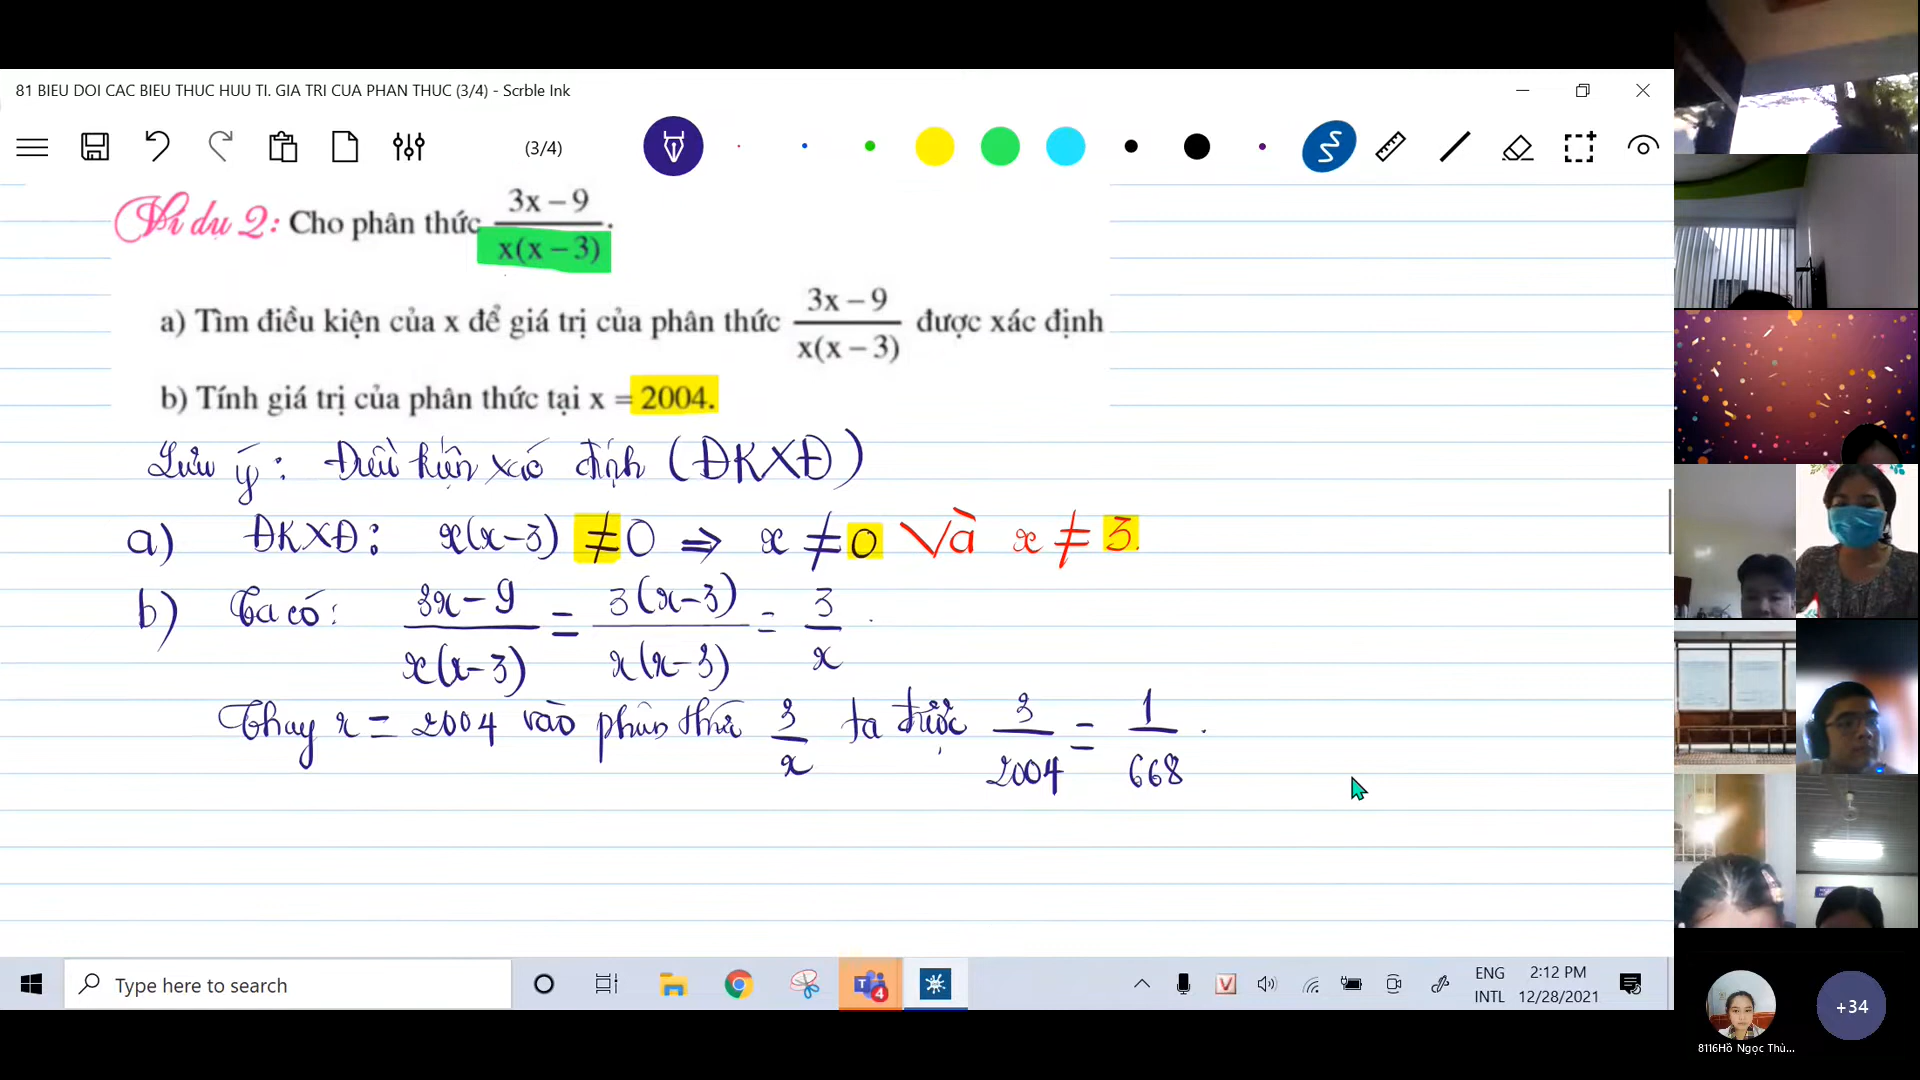 81 BIEU DOI CAC BIEU THUC HUU TI. GIA TRI CUA PHAN THUC (3/4) - Scrble Ink
(3/4)
Ví dụ 2: Cho phân thức (3x – 9)/(x(x – 3)).
a) Tìm điều kiện của x để giá trị của phân thức (3x – 9)/(x(x – 3)) được xác định
b) Tính giá trị của phân thức tại x = 2004.
Lưu ý: Điều kiện xác định (ĐKXĐ)
a) ĐKXĐ: x(x-3) ≠ 0 ⇒ x ≠ 0 Và x ≠ 3.
b) Ta có: (3x-9)/(x(x-3)) = 3(x-3)/(x(x-3)) = 3/x.
Thay x = 2004 vào phân thức 3/x ta được 3/2004 = 1/668.
Type here to search
4
V
ENG
INTL
2:12 PM
12/28/2021
+34
8116Hồ Ngọc Thù...